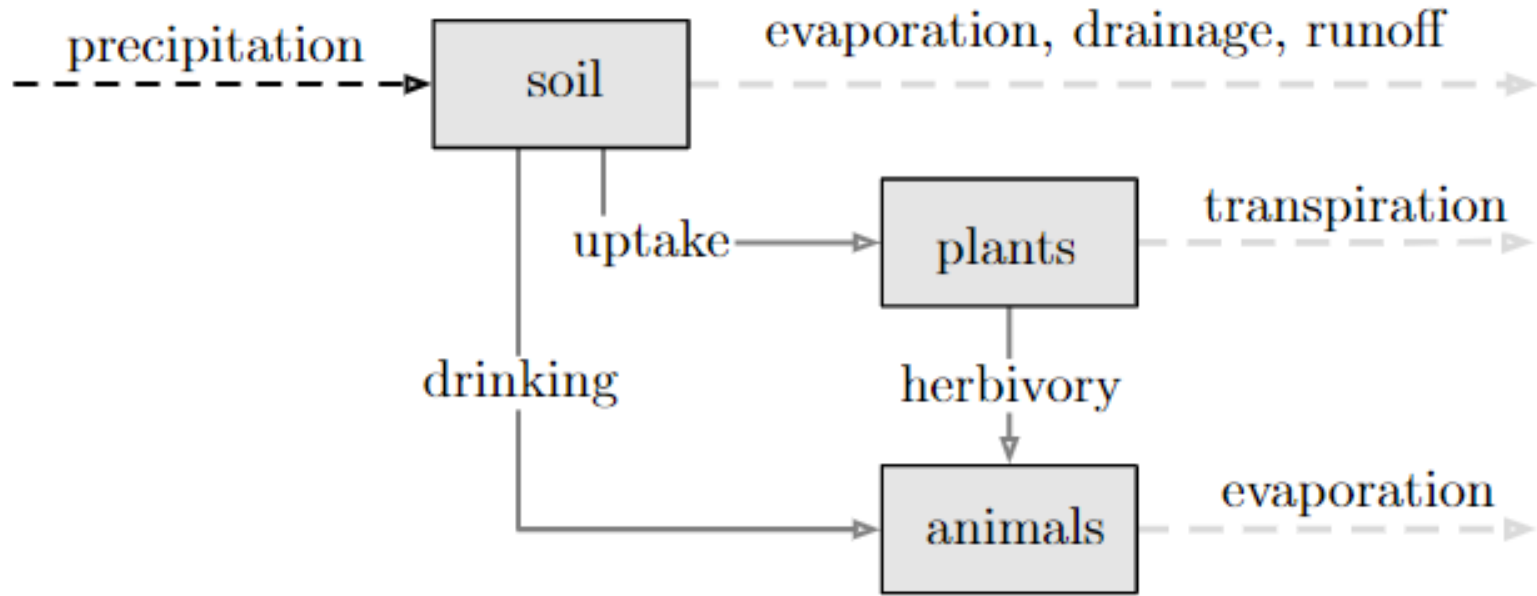 precipitation
soil
evaporation, drainage, runoff
uptake
plants
transpiration
drinking
herbivory
animals
evaporation